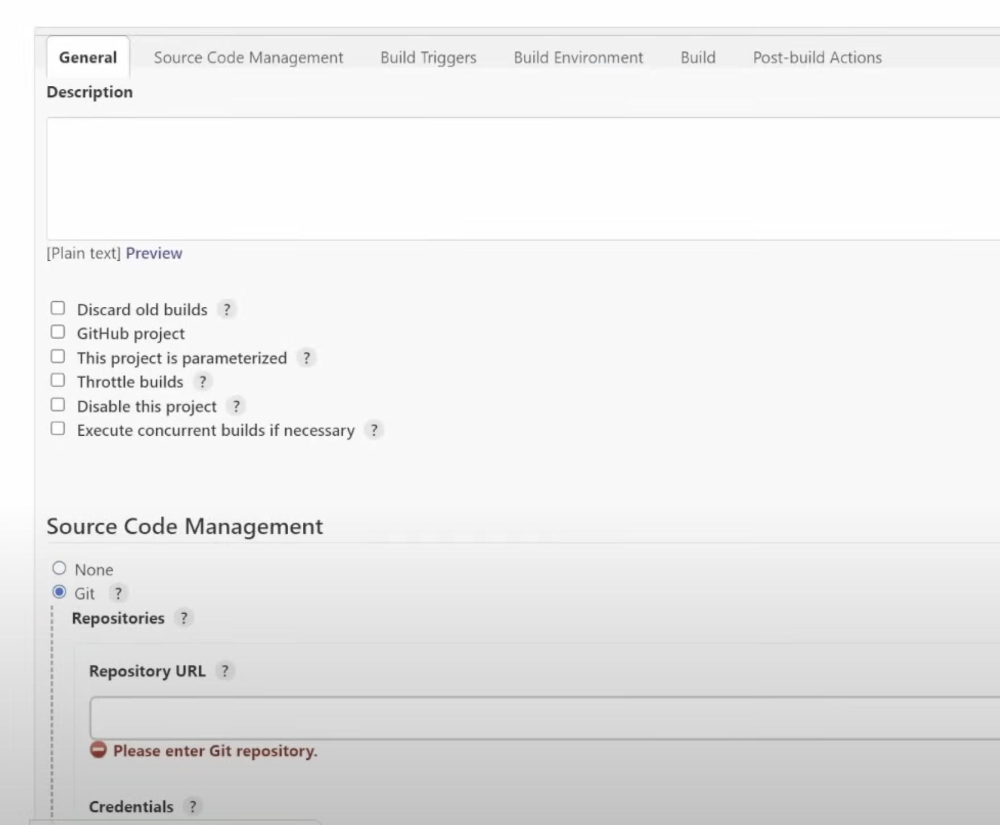 General Source Code Management Build Triggers Build Environment Build Post-build Actions
Description
[Plain text] Preview
Discard old builds ?
GitHub project
This project is parameterized ?
Throttle builds ?
Disable this project ?
Execute concurrent builds if necessary ?
Source Code Management
None
Git ?
Repositories ?
Repository URL ?
Please enter Git repository.
Credentials ?